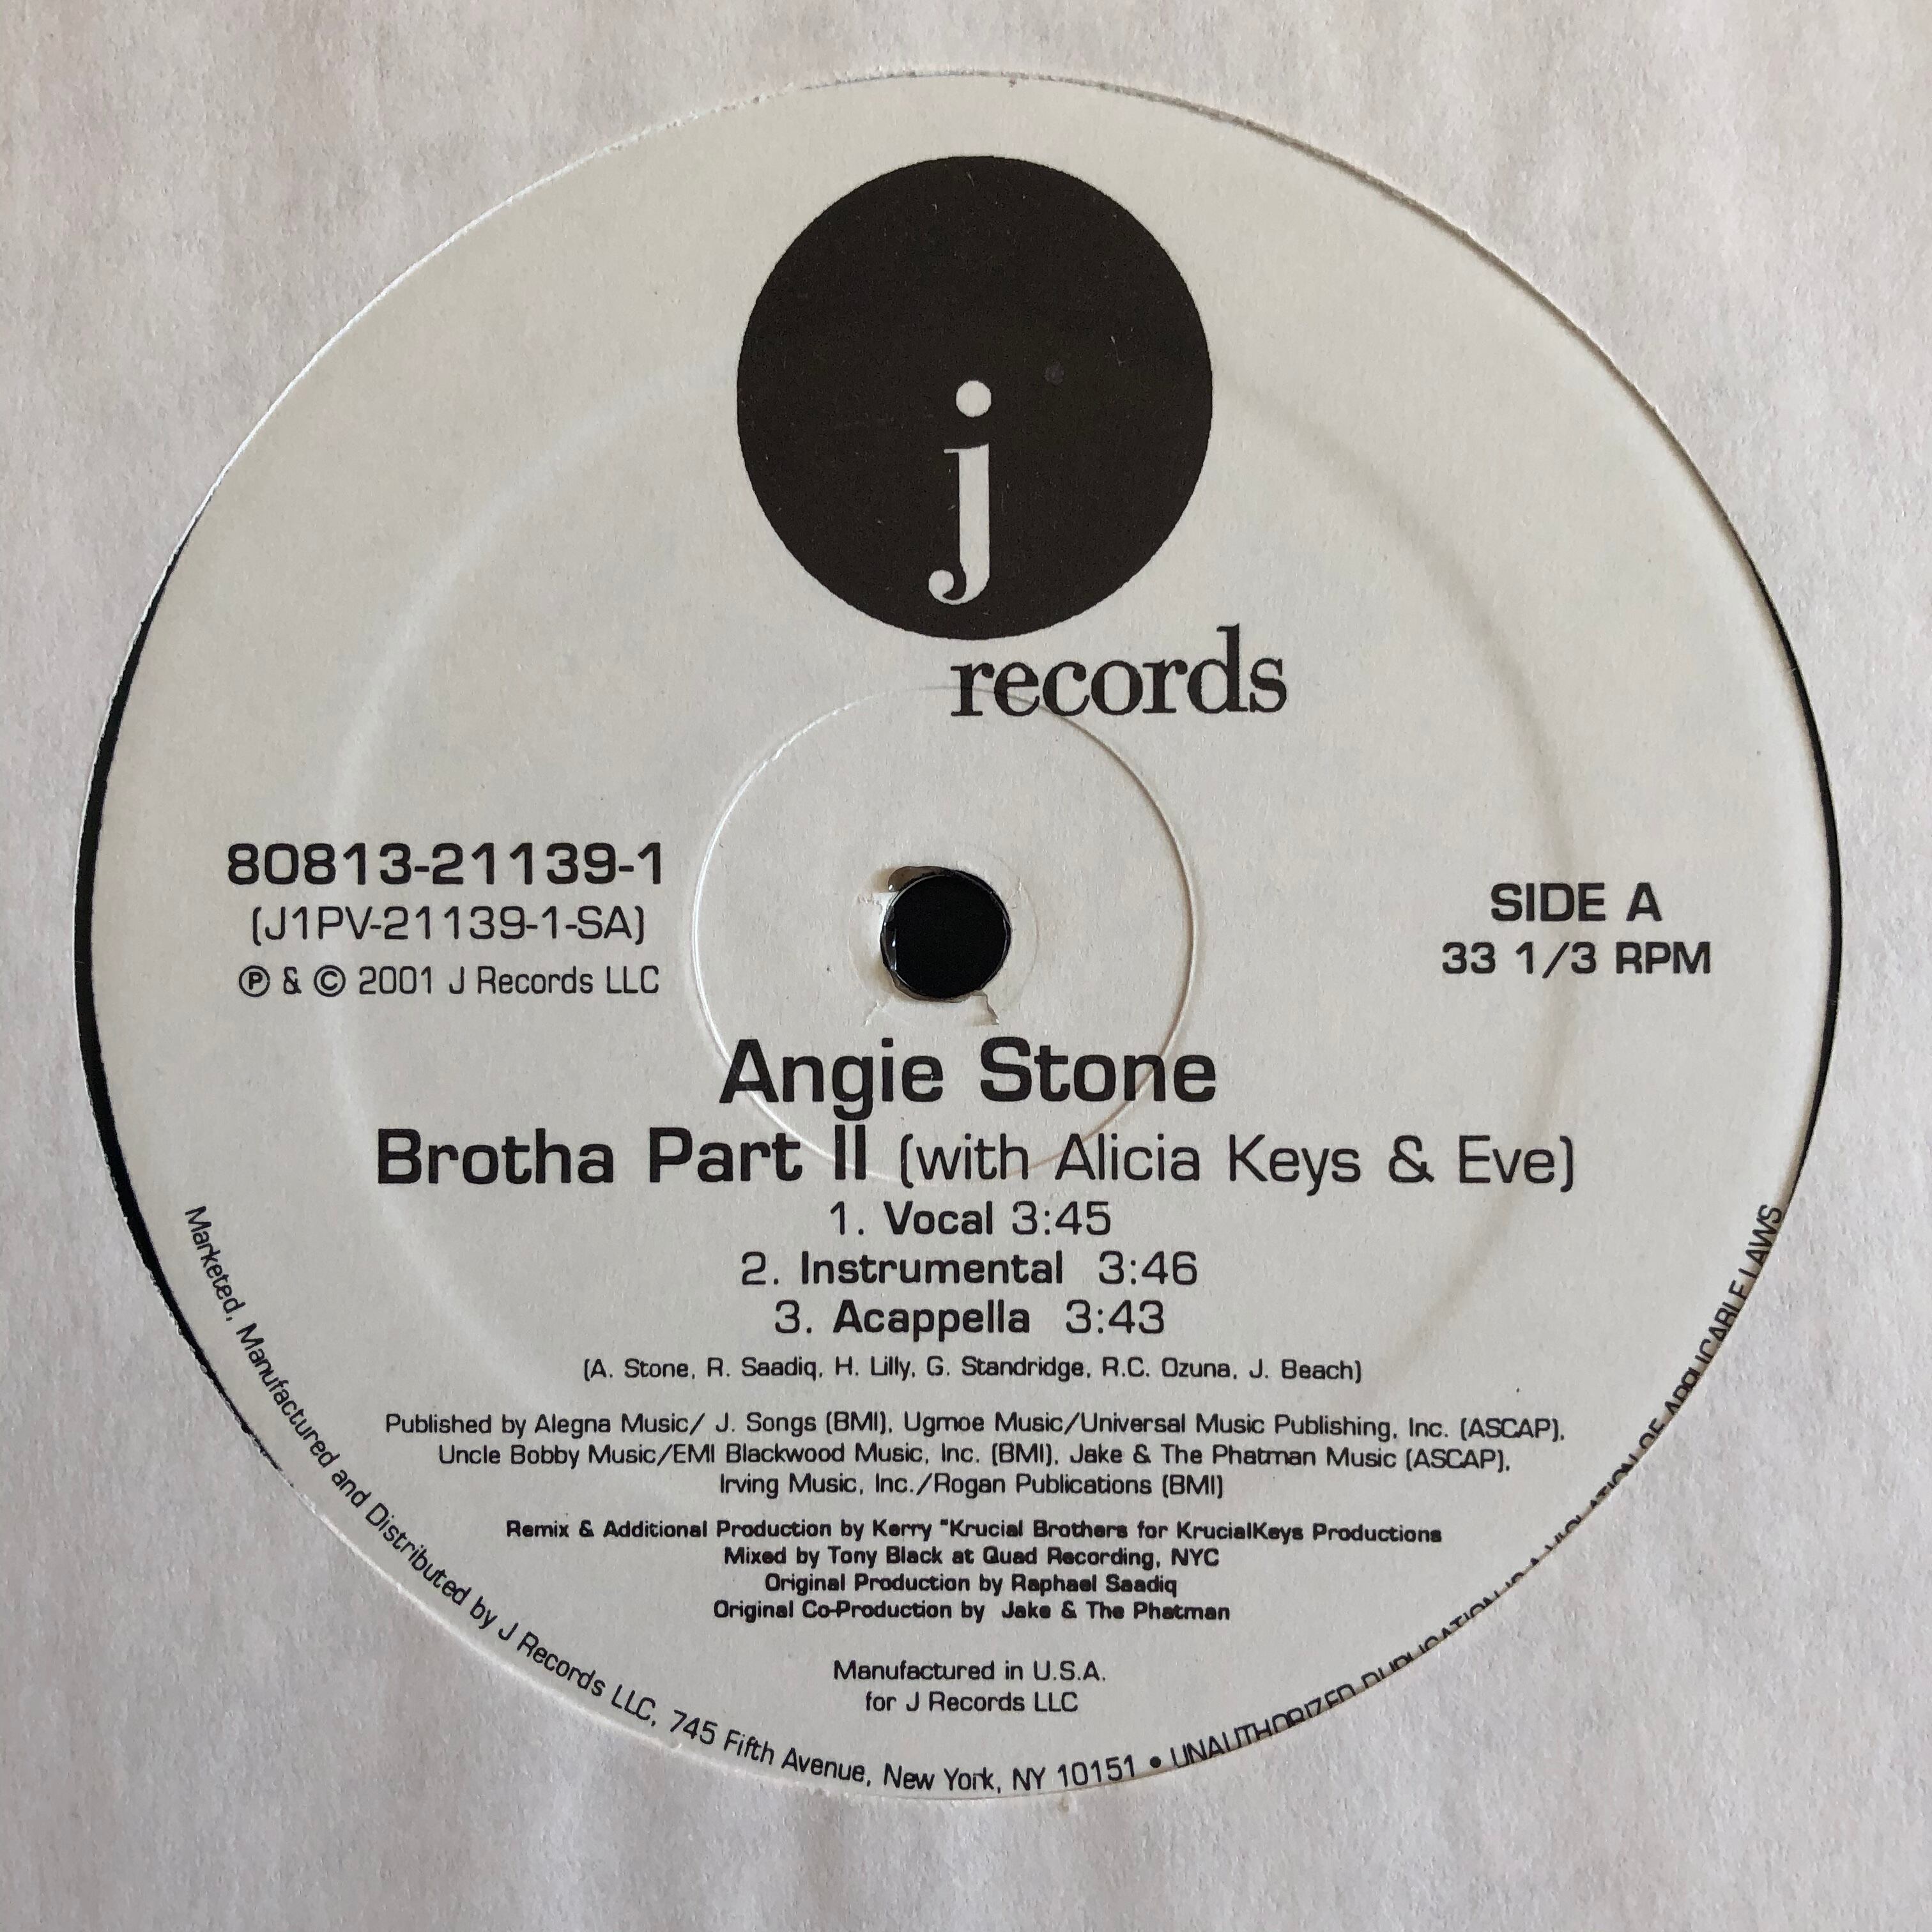 j
records
80813-21139-1
(J1PV-21139-1-SA)
℗ & © 2001 J Records LLC
SIDE A
33 1/3 RPM
Angie Stone
Brotha Part II (with Alicia Keys & Eve)
1. Vocal 3:45
2. Instrumental 3:46
3. Acappella 3:43
(A. Stone, R. Saadiq, H. Lilly, G. Standridge, R.C. Ozuna, J. Beach)
Published by Alegna Music/ J. Songs (BMI), Ugmoe Music/Universal Music Publishing, Inc. (ASCAP),
Uncle Bobby Music/EMI Blackwood Music, Inc. (BMI), Jake & The Phatman Music (ASCAP),
Irving Music, Inc./Rogan Publications (BMI)
Remix & Additional Production by Kerry "Krucial Brothers for KrucialKeys Productions
Mixed by Tony Black at Quad Recording, NYC
Original Production by Raphael Saadiq
Original Co-Production by Jake & The Phatman
Manufactured in U.S.A.
for J Records LLC
Marketed, Manufactured and Distributed by J Records LLC, 745 Fifth Avenue, New York, NY 10151 • UNAUTHORIZED DUPLICATION IS A VIOLATION OF APPLICABLE LAWS